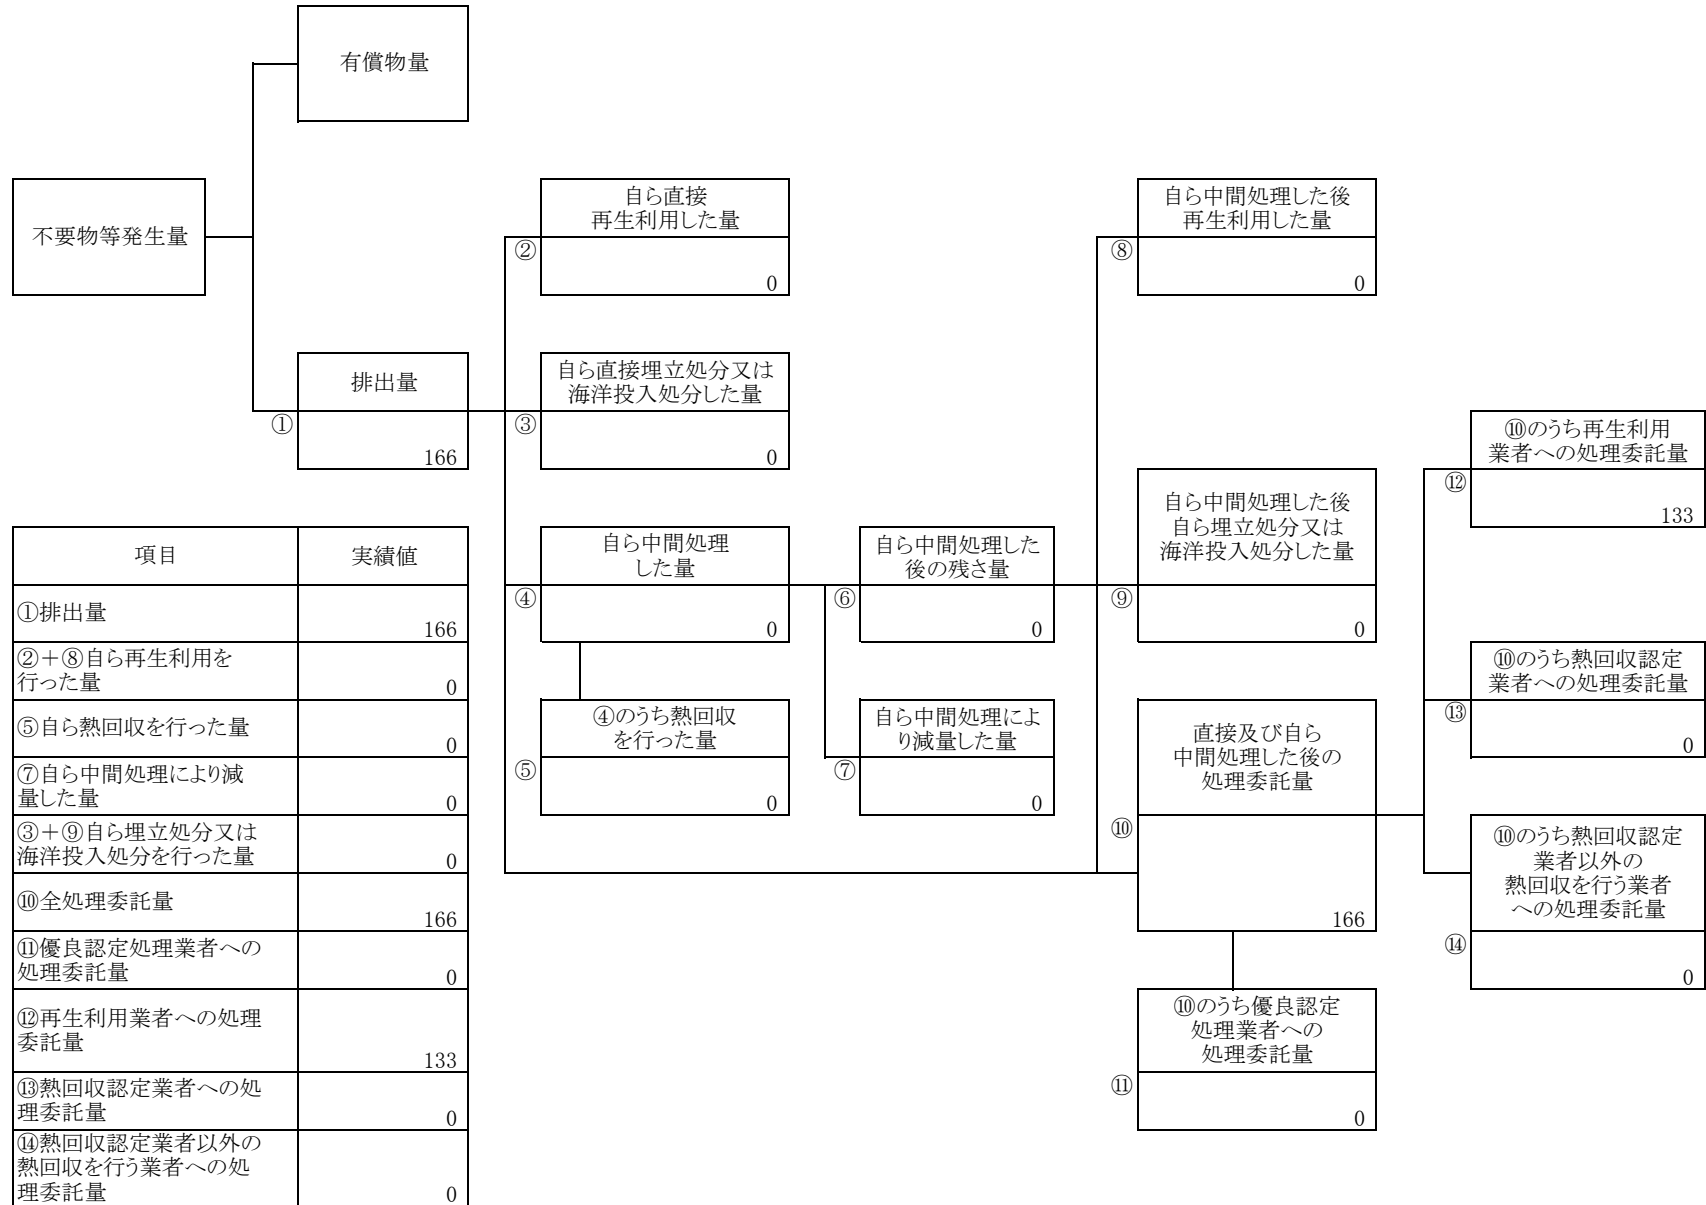 有償物量
不要物等発生量
自ら直接
再生利用した量
②
0
自ら中間処理した後
再生利用した量
⑧
0
排出量
①
166
自ら直接埋立処分又は
海洋投入処分した量
③
0
⑩のうち再生利用
業者への処理委託量
⑫
133
自ら中間処理
した量
④
0
自ら中間処理した
後の残さ量
⑥
0
自ら中間処理した後
自ら埋立処分又は
海洋投入処分した量
⑨
0
⑩のうち熱回収認定
業者への処理委託量
⑬
0
④のうち熱回収
を行った量
⑤
0
自ら中間処理によ
り減量した量
⑦
0
直接及び自ら
中間処理した後の
処理委託量
⑩
166
⑩のうち熱回収認定
業者以外の
熱回収を行う業者
への処理委託量
⑭
0
⑩のうち優良認定
処理業者への
処理委託量
⑪
0
項目 実績値
①排出量
166
②＋⑧自ら再生利用を
行った量
0
⑤自ら熱回収を行った量
0
⑦自ら中間処理により減
量した量
0
③＋⑨自ら埋立処分又は
海洋投入処分を行った量
0
⑩全処理委託量
166
⑪優良認定処理業者への
処理委託量
0
⑫再生利用業者への処理
委託量
133
⑬熱回収認定業者への処
理委託量
0
⑭熱回収認定業者以外の
熱回収を行う業者への処
理委託量
0